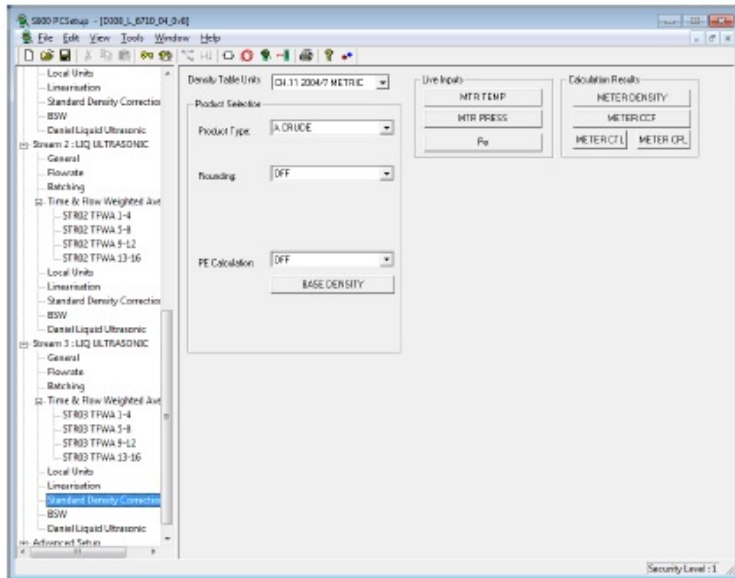 S600 PCSetup - [D300_L_6710_04_0v6]
File Edit View Tools Window Help
Local Units
Linearisation
Standard Density Correction
BSW
Daniel Liquid Ultrasonic
Stream 2 : LIQ ULTRASONIC
General
Flowrate
Batching
Time & Flow Weighted Ave
STR02 TFWA 1-4
STR02 TFWA 5-8
STR02 TFWA 9-12
STR02 TFWA 13-16
Local Units
Linearisation
Standard Density Correction
BSW
Daniel Liquid Ultrasonic
Stream 3 : LIQ ULTRASONIC
General
Flowrate
Batching
Time & Flow Weighted Ave
STR03 TFWA 1-4
STR03 TFWA 5-8
STR03 TFWA 9-12
STR03 TFWA 13-16
Local Units
Linearisation
Standard Density Correction
BSW
Daniel Liquid Ultrasonic
Advanced Setup
Density Table Units CH.11 2004/7 METRIC
Product Selection
Product Type: A CRUDE
Rounding: OFF
PE Calculation: OFF
BASE DENSITY
Live Inputs
MTR TEMP
MTR PRESS
Pe
Calculation Results
METER DENSITY
METER CCF
METER CTL METER CPL
Security Level : 1